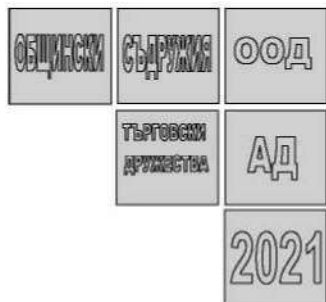 ОБЩИНСКИ СЪДРУЖИЯ ООД
ТЪРГОВСКИ
ДРУЖЕСТВА
АД
2021